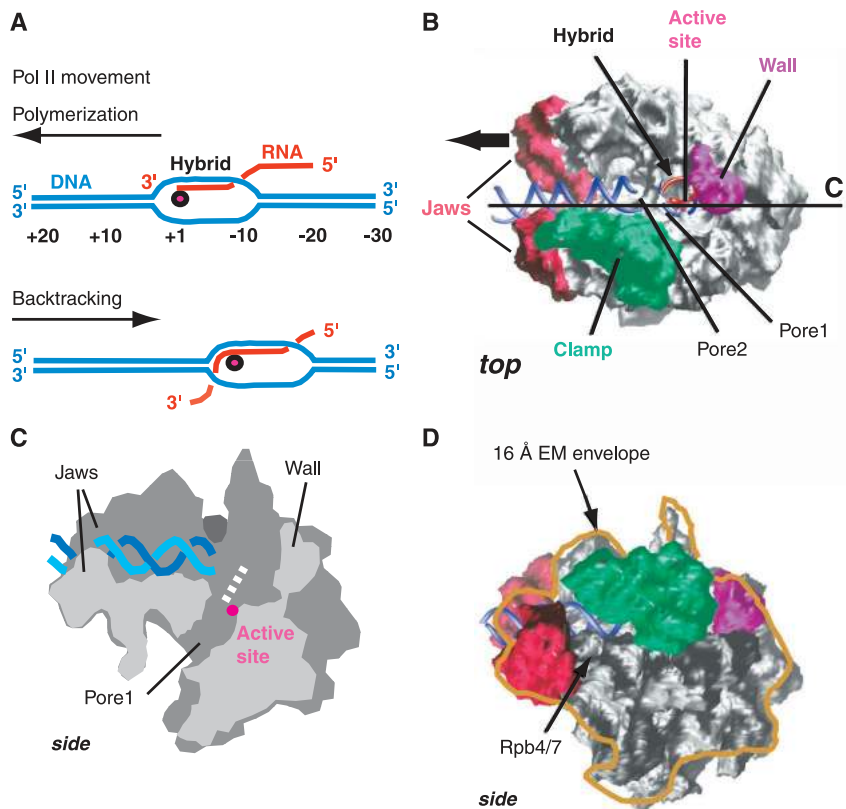 A
Pol II movement
Polymerization
DNA
3'
Hybrid
RNA
5'
5'
3'
3'
5'
+20 +10 +1 -10 -20 -30
Backtracking
5'
5'
3'
3'
5'
3'
B
Hybrid
Active
site
Wall
C
Jaws
Clamp
Pore2
Pore1
top
C
Jaws
Wall
Active
site
Pore1
side
D
16 Å EM envelope
Rpb4/7
side